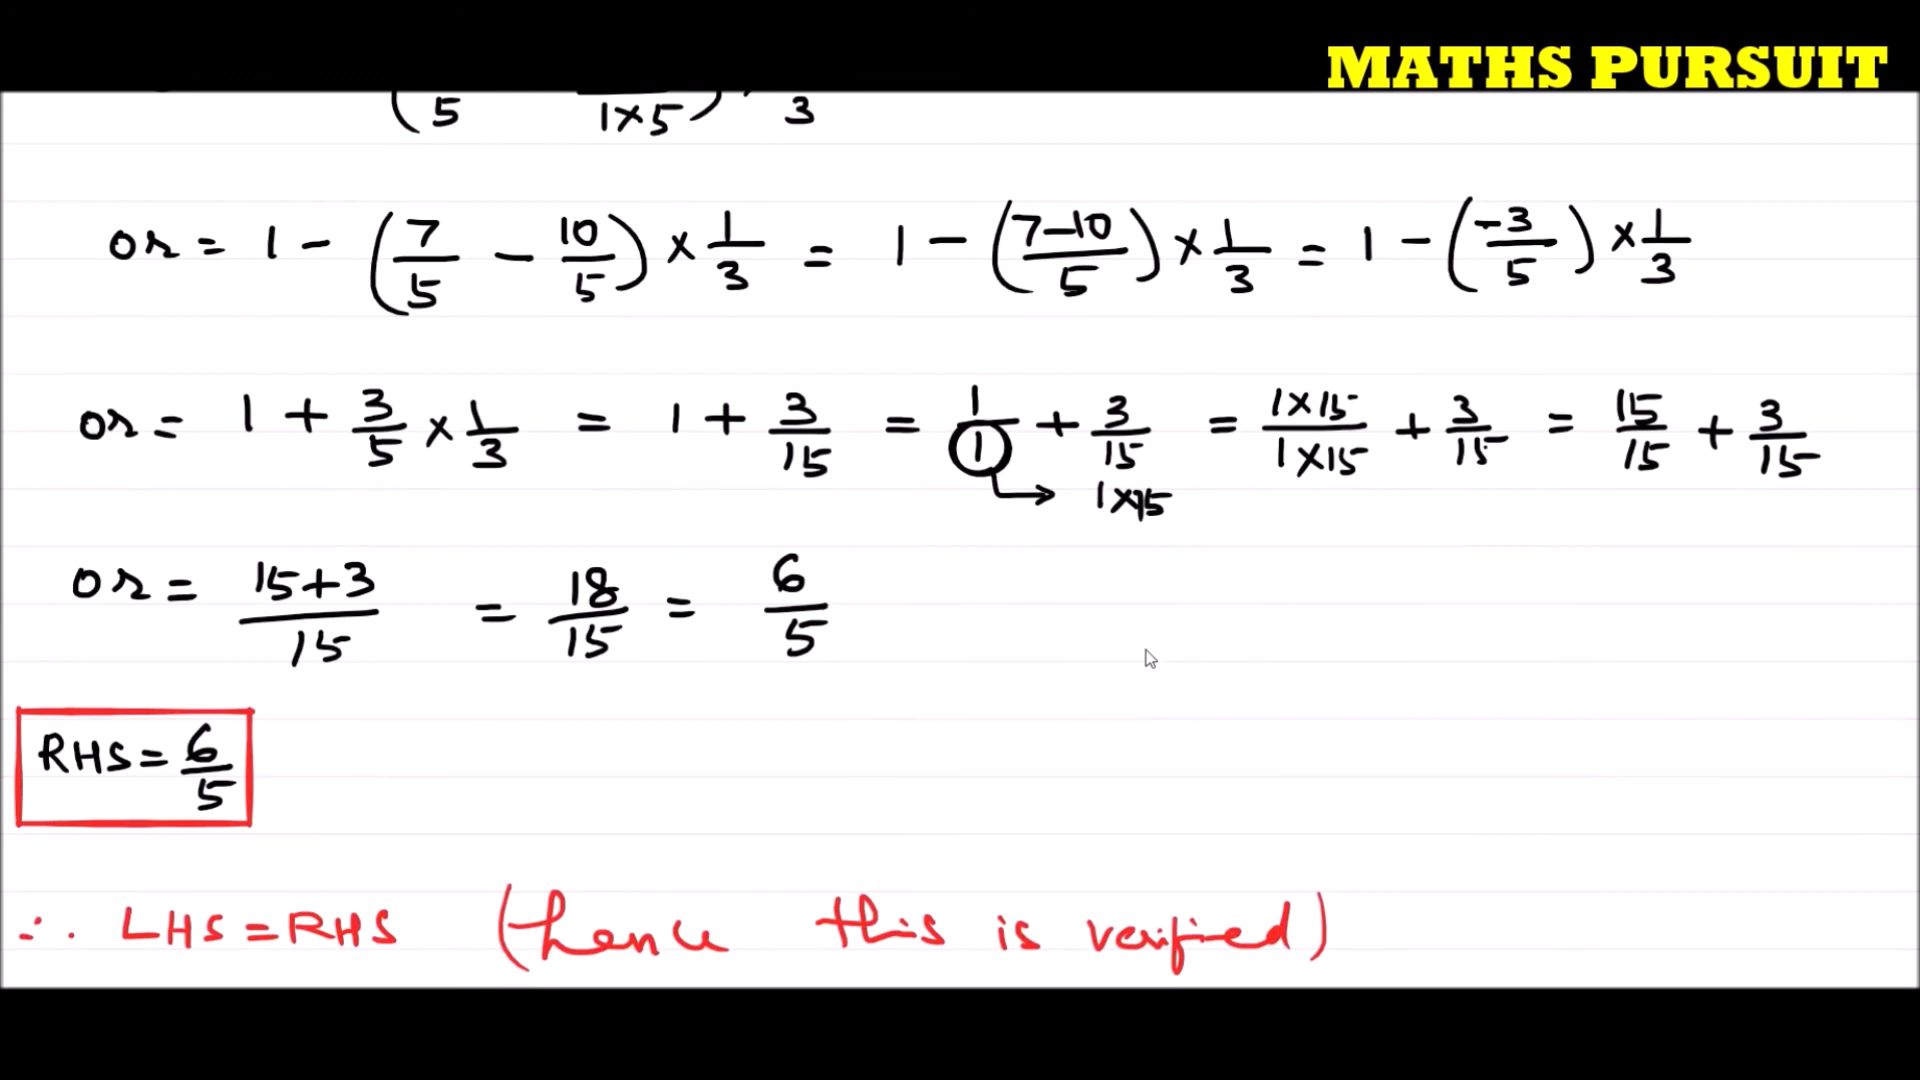 MATHS PURSUIT
(5 1×5) 3
or = 1 - (7/5 - 10/5) × 1/3 = 1 - (7-10/5) × 1/3 = 1 - (-3/5) × 1/3
or = 1 + 3/5 × 1/3 = 1 + 3/15 = 1/1 + 3/15 = 1×15/1×15 + 3/15 = 15/15 + 3/15
→ 1×15
or = 15+3/15 = 18/15 = 6/5
RHS = 6/5
∴ LHS = RHS (hence this is verified)